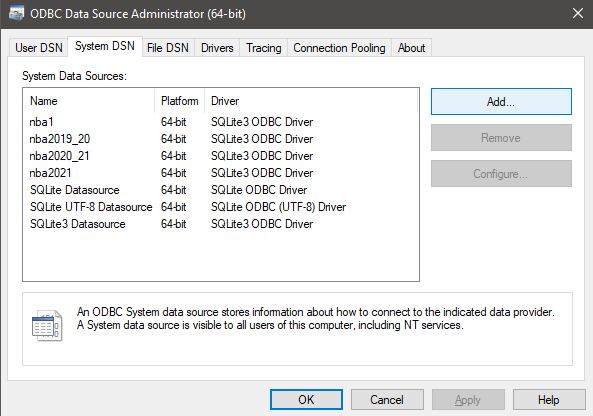 ODBC Data Source Administrator (64-bit)
User DSN System DSN File DSN Drivers Tracing Connection Pooling About
System Data Sources:
Name Platform Driver
nba1 64-bit SQLite3 ODBC Driver
nba2019_20 64-bit SQLite3 ODBC Driver
nba2020_21 64-bit SQLite3 ODBC Driver
nba2021 64-bit SQLite3 ODBC Driver
SQLite Datasource 64-bit SQLite ODBC Driver
SQLite UTF-8 Datasource 64-bit SQLite ODBC (UTF-8) Driver
SQLite3 Datasource 64-bit SQLite3 ODBC Driver
Add...
Remove
Configure...
An ODBC System data source stores information about how to connect to the indicated data provider.
A System data source is visible to all users of this computer, including NT services.
OK Cancel Apply Help